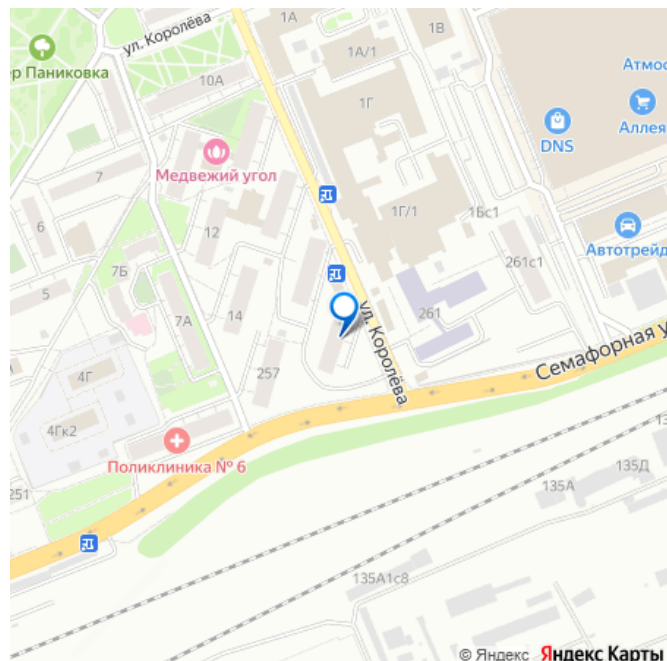 1А
1В
ул. Королёва
1А/1
ер Паниковка
Атмос
10А
1Г
DNS
Аллея
Медвежий угол
7
6
12
1Г/1
1Бс1
Автотрейд
7Б
261с1
5
14
7А
261
ул. Королёва
257
4Г
Семафорная у
4Гк2
Поликлиника № 6
251
13
135Д
135А
135А1с8
© Яндекс Яндекс Карты